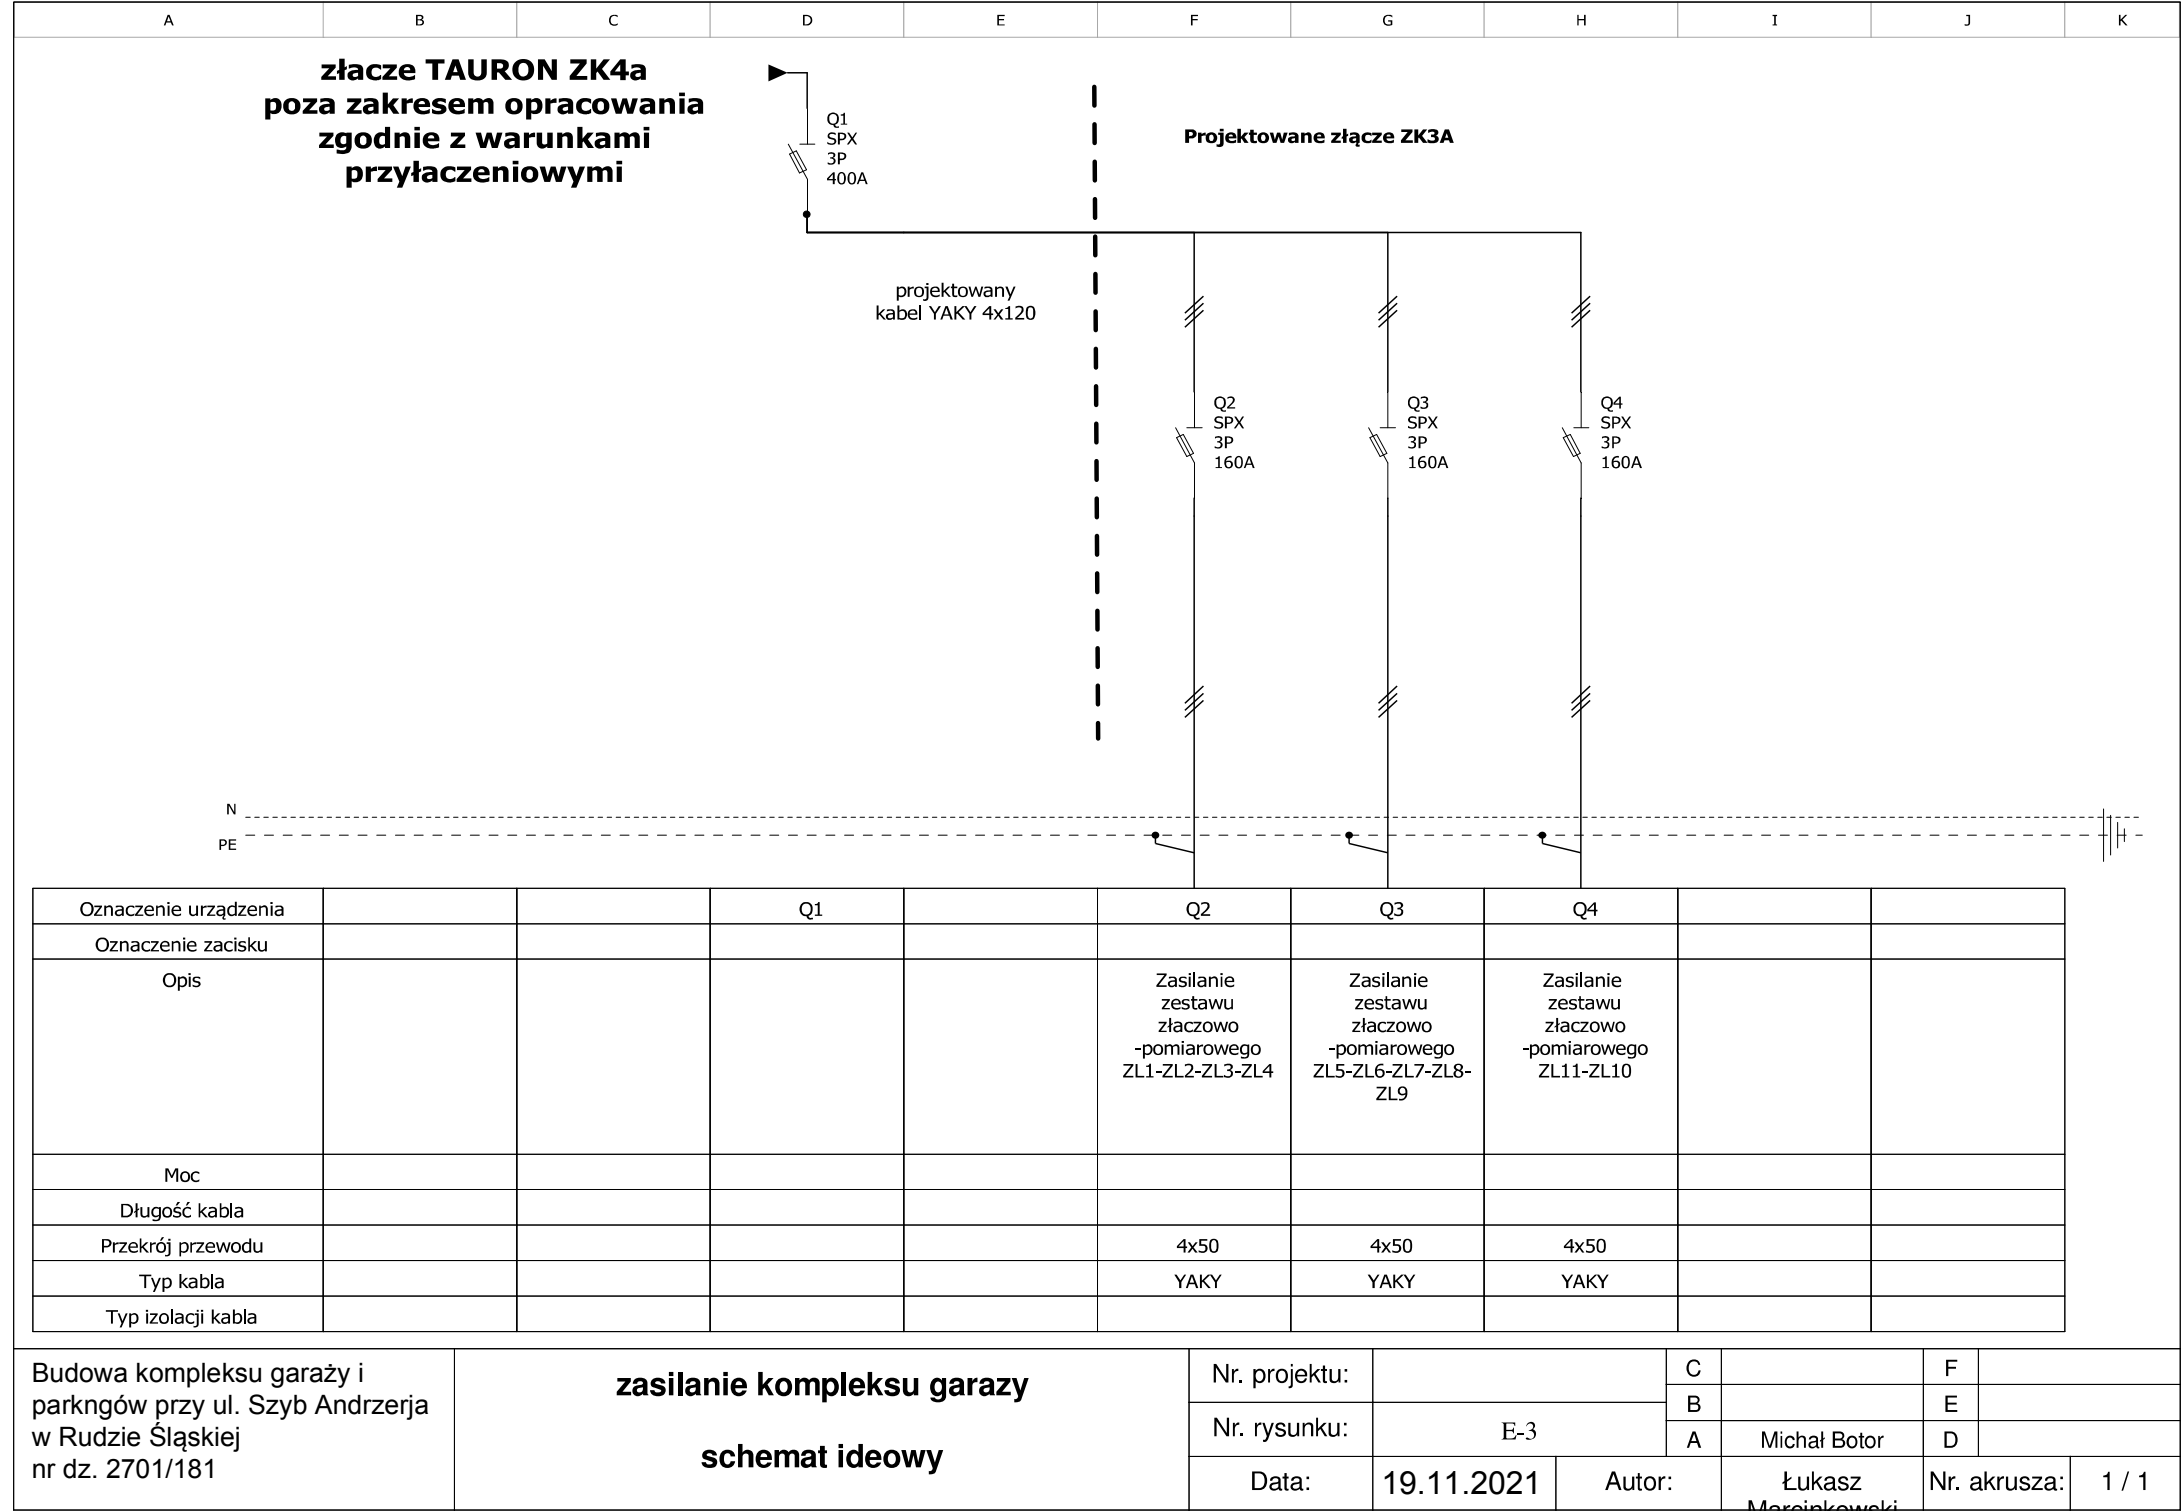 A B C D E F G H I J K
złacze TAURON ZK4a
poza zakresem opracowania
zgodnie z warunkami
przyłaczeniowymi
Q1
SPX
3P
400A
Projektowane złącze ZK3A
projektowany
kabel YAKY 4x120
Q2
SPX
3P
160A
Q3
SPX
3P
160A
Q4
SPX
3P
160A
N
PE
Oznaczenie urządzenia Q1 Q2 Q3 Q4
Oznaczenie zacisku
Opis
Zasilanie
zestawu
złaczowo
-pomiarowego
ZL1-ZL2-ZL3-ZL4
Zasilanie
zestawu
złaczowo
-pomiarowego
ZL5-ZL6-ZL7-ZL8-
ZL9
Zasilanie
zestawu
złaczowo
-pomiarowego
ZL11-ZL10
Moc
Długość kabla
Przekrój przewodu 4x50 4x50 4x50
Typ kabla YAKY YAKY YAKY
Typ izolacji kabla
Budowa kompleksu garaży i
parkngów przy ul. Szyb Andrzerja
w Rudzie Śląskiej
nr dz. 2701/181
zasilanie kompleksu garazy
schemat ideowy
Nr. projektu:
Nr. rysunku: E-3
Data: 19.11.2021 Autor: Łukasz
Marcinkowski
C F
B E
A Michał Botor D
Nr. akrusza: 1 / 1